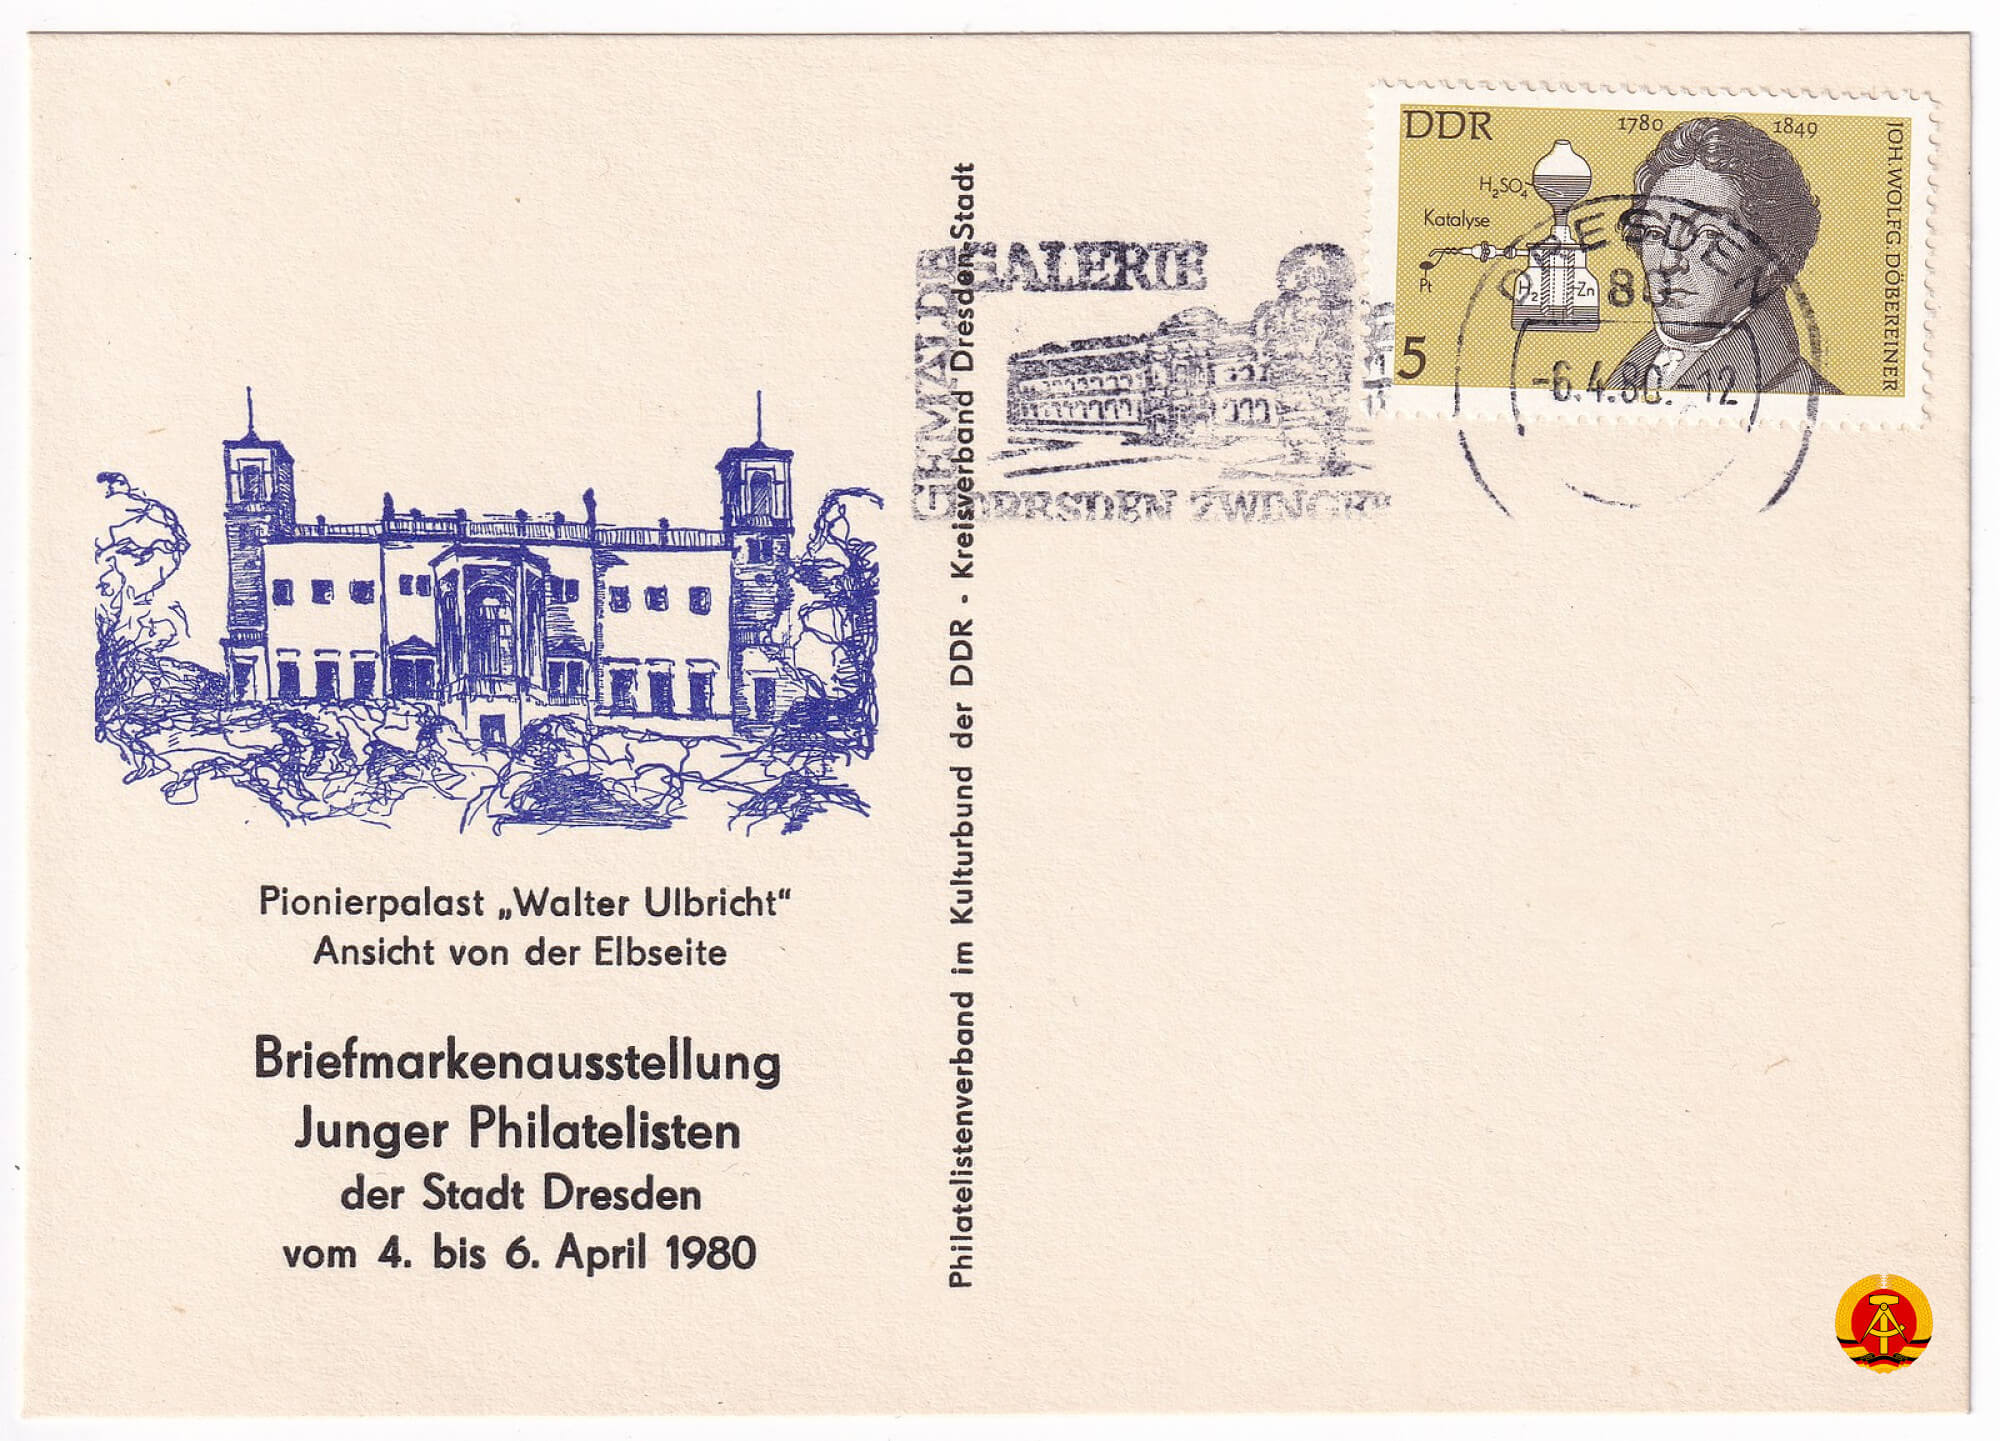 Pionierpalast „Walter Ulbricht“
Ansicht von der Elbseite
Briefmarkenausstellung
Junger Philatelisten
der Stadt Dresden
vom 4. bis 6. April 1980
Philatelistenverband im Kulturbund der DDR · Kreisverband Dresden-Stadt
GEMÄLDE
GALERIE
DRESDEN ZWINGER
DDR
1780
1849
JOH. WOLFG. DÖBEREINER
H₂SO₄
Katalyse
Pt
H₂
Zn
5
DRESDEN
80
-6.4.80.-12